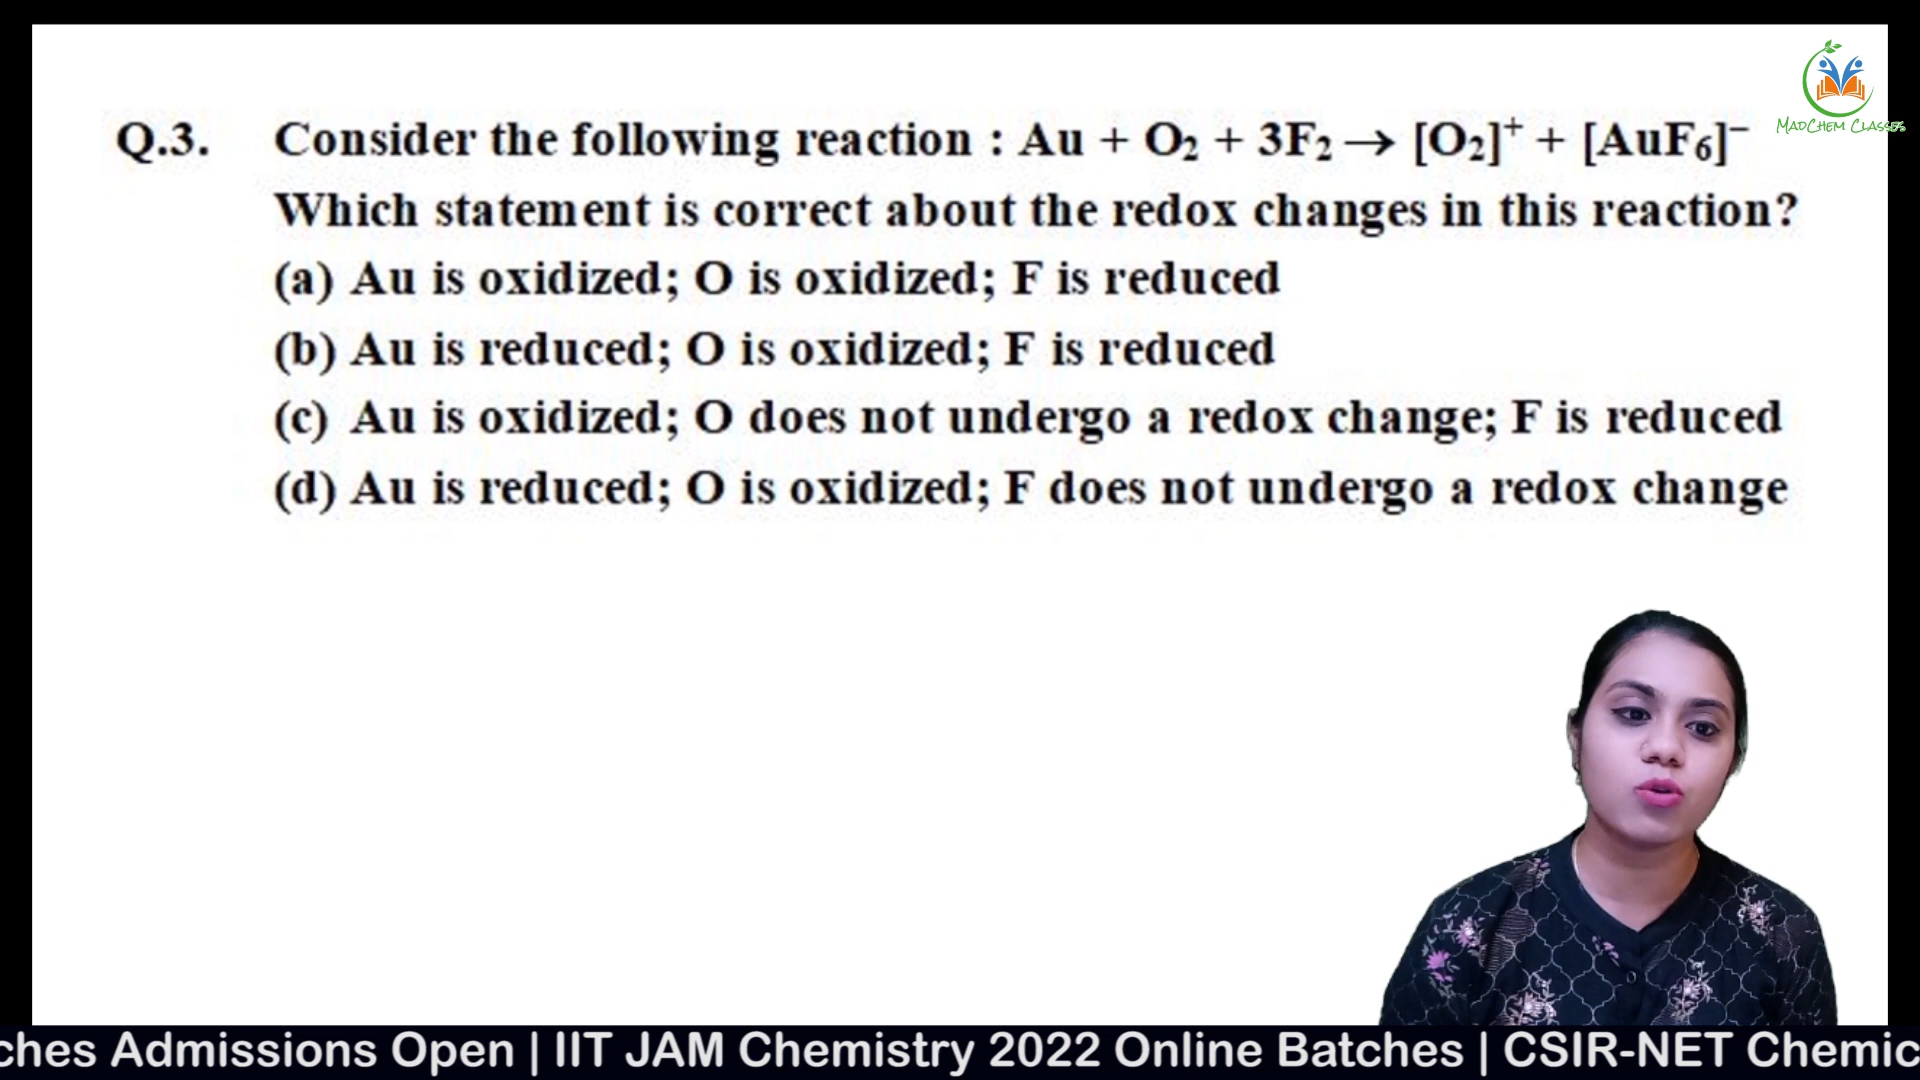 MADCHEM CLASSES
Q.3. Consider the following reaction : Au + O₂ + 3F₂ → [O₂]⁺ + [AuF₆]⁻
Which statement is correct about the redox changes in this reaction?
(a) Au is oxidized; O is oxidized; F is reduced
(b) Au is reduced; O is oxidized; F is reduced
(c) Au is oxidized; O does not undergo a redox change; F is reduced
(d) Au is reduced; O is oxidized; F does not undergo a redox change
ches Admissions Open | IIT JAM Chemistry 2022 Online Batches | CSIR-NET Chemic